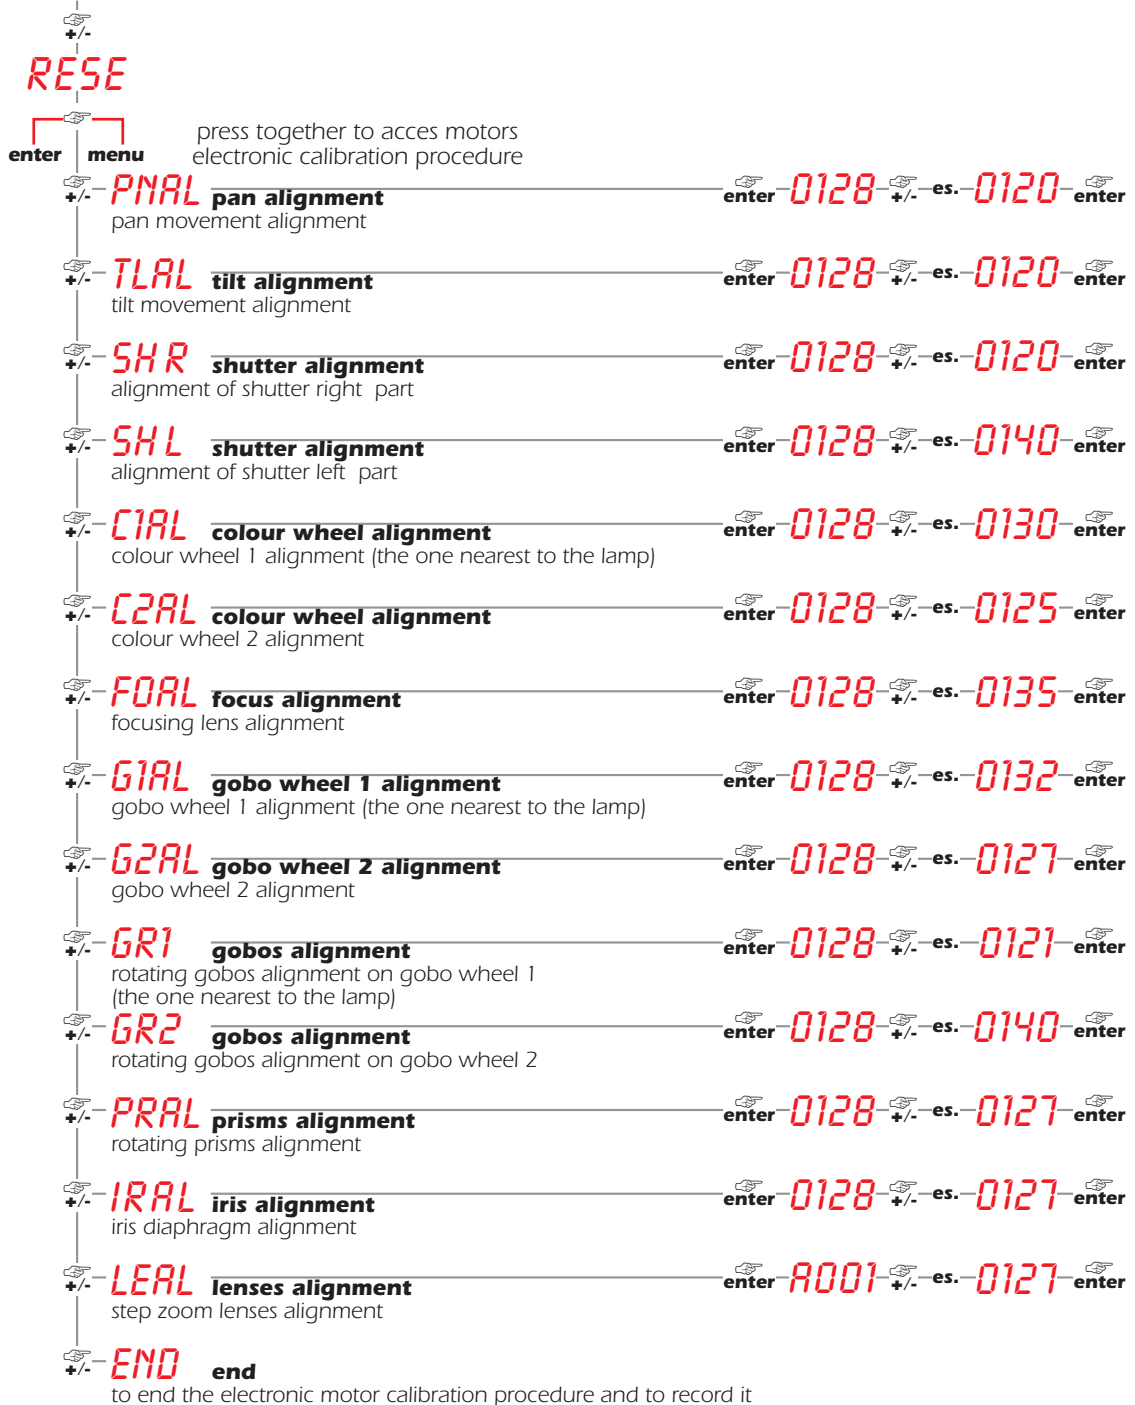 +/-
RESE
press together to acces motors
enter menu electronic calibration procedure
+/- PNAL pan alignment enter 0128 +/- es. 0120 enter
pan movement alignment
+/- TLAL tilt alignment enter 0128 +/- es. 0120 enter
tilt movement alignment
+/- SH R shutter alignment enter 0128 +/- es. 0120 enter
alignment of shutter right part
+/- SH L shutter alignment enter 0128 +/- es. 0140 enter
alignment of shutter left part
+/- C1AL colour wheel alignment enter 0128 +/- es. 0130 enter
colour wheel 1 alignment (the one nearest to the lamp)
+/- C2AL colour wheel alignment enter 0128 +/- es. 0125 enter
colour wheel 2 alignment
+/- FOAL focus alignment enter 0128 +/- es. 0135 enter
focusing lens alignment
+/- G1AL gobo wheel 1 alignment enter 0128 +/- es. 0132 enter
gobo wheel 1 alignment (the one nearest to the lamp)
+/- G2AL gobo wheel 2 alignment enter 0128 +/- es. 0127 enter
gobo wheel 2 alignment
+/- GR1 gobos alignment enter 0128 +/- es. 0121 enter
rotating gobos alignment on gobo wheel 1
(the one nearest to the lamp)
+/- GR2 gobos alignment enter 0128 +/- es. 0140 enter
rotating gobos alignment on gobo wheel 2
+/- PRAL prisms alignment enter 0128 +/- es. 0127 enter
rotating prisms alignment
+/- IRAL iris alignment enter 0128 +/- es. 0127 enter
iris diaphragm alignment
+/- LEAL lenses alignment enter A001 +/- es. 0127 enter
step zoom lenses alignment
+/- END end
to end the electronic motor calibration procedure and to record it